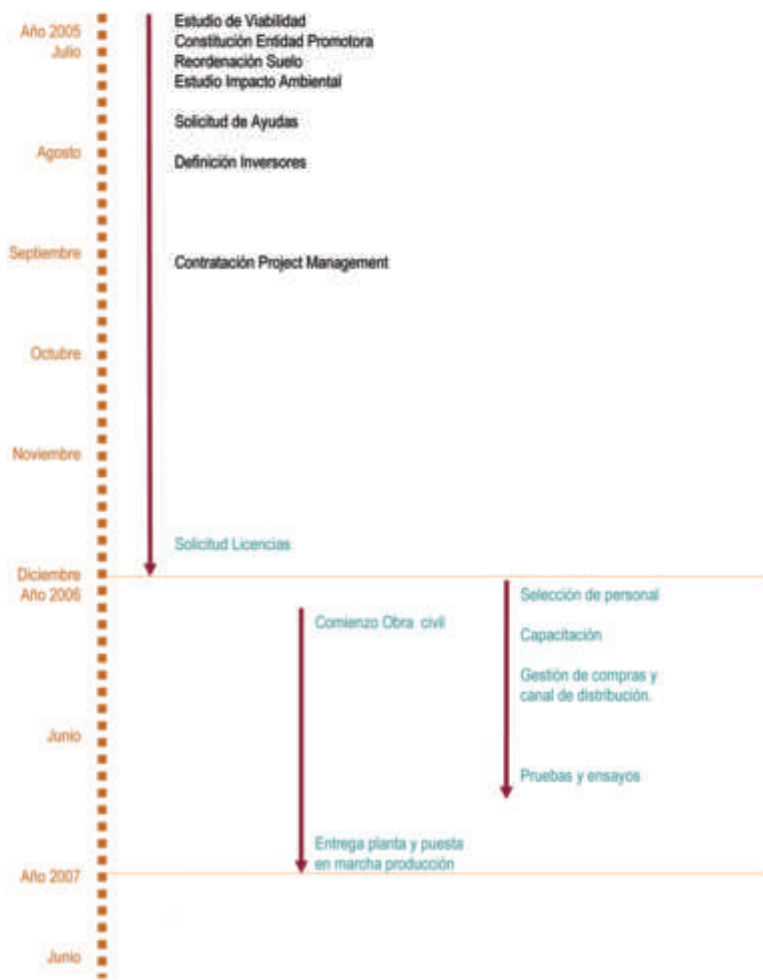 Año 2005
Julio
Estudio de Viabilidad
Constitución Entidad Promotora
Reordenación Suelo
Estudio Impacto Ambiental
Solicitud de Ayudas
Agosto
Definición Inversores
Septiembre
Contratación Project Management
Octubre
Noviembre
Solicitud Licencias
Diciembre
Año 2006
Selección de personal
Comienzo Obra civil
Capacitación
Gestión de compras y
canal de distribución.
Junio
Pruebas y ensayos
Entrega planta y puesta
en marcha producción
Año 2007
Junio